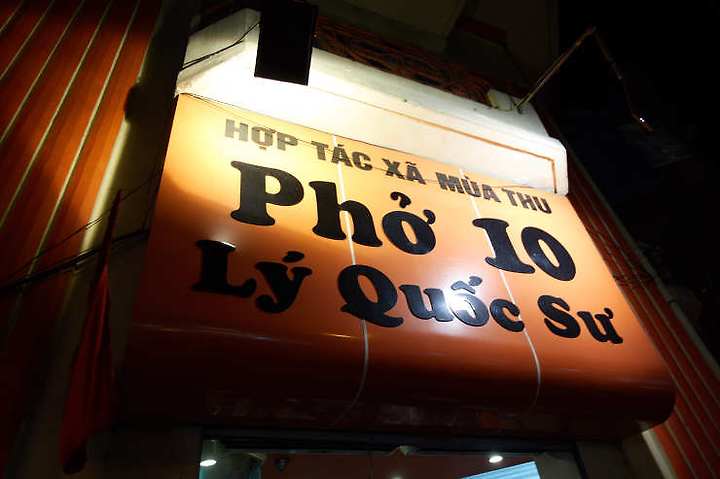 HỢP TÁC XÃ MÙA THU
Phở 10
Lý Quốc Sư